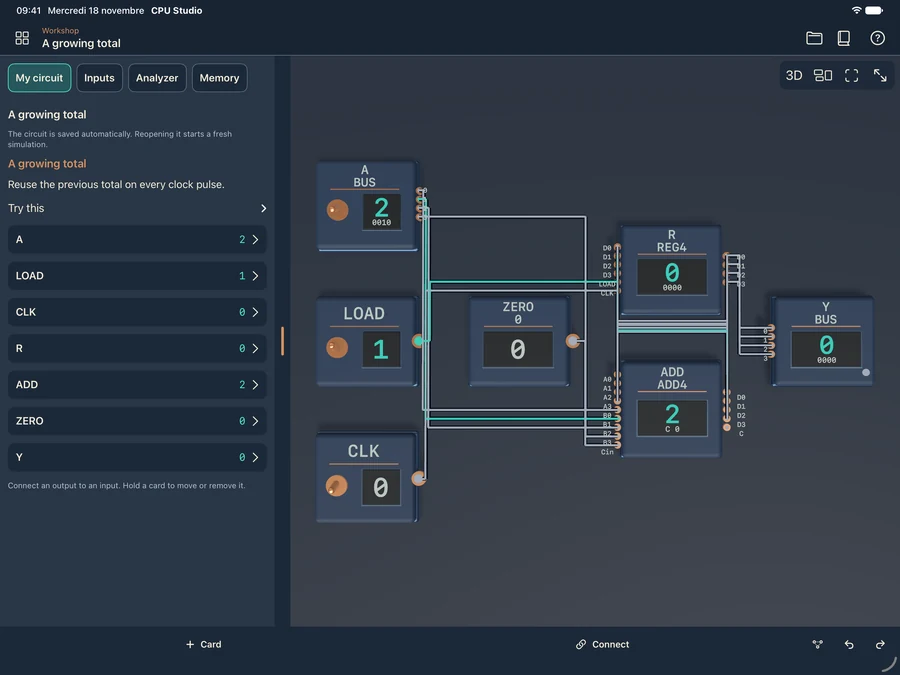 09:41 Mercredi 18 novembre CPU Studio
Workshop
A growing total
My circuit
Inputs
Analyzer
Memory
3D
A growing total
The circuit is saved automatically. Reopening it starts a fresh
simulation.
A growing total
Reuse the previous total on every clock pulse.
Try this
A 2
LOAD 1
CLK 0
R 0
ADD 2
ZERO 0
Y 0
Connect an output to an input. Hold a card to move or remove it.
A
BUS
2
0010
0
LOAD
1
CLK
0
ZERO
0
0
R
REG4
0
0000
D0
D1
D2
D3
LOAD
CLK
D0
D1
D2
D3
ADD
ADD4
2
C 0
A0
A1
A2
A3
B0
B1
B2
B3
Cin
D0
D1
D2
D3
C
Y
BUS
0
0000
0
1
2
3
+ Card
Connect